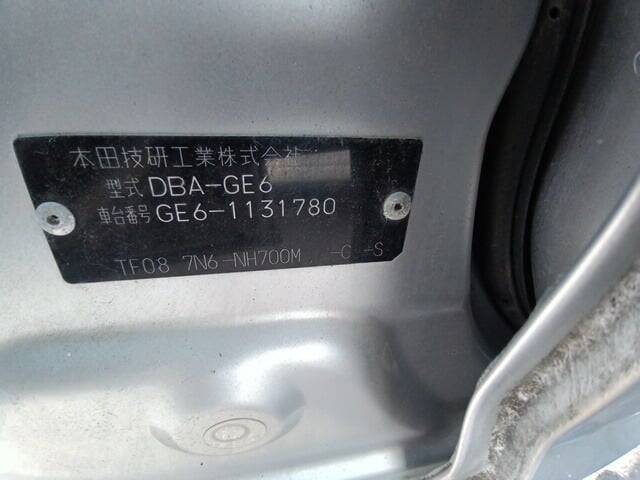 本田技研工業株式会社
型式 DBA-GE6
車台番号 GE6-1131780
TF08 7N6-NH700M -C -S